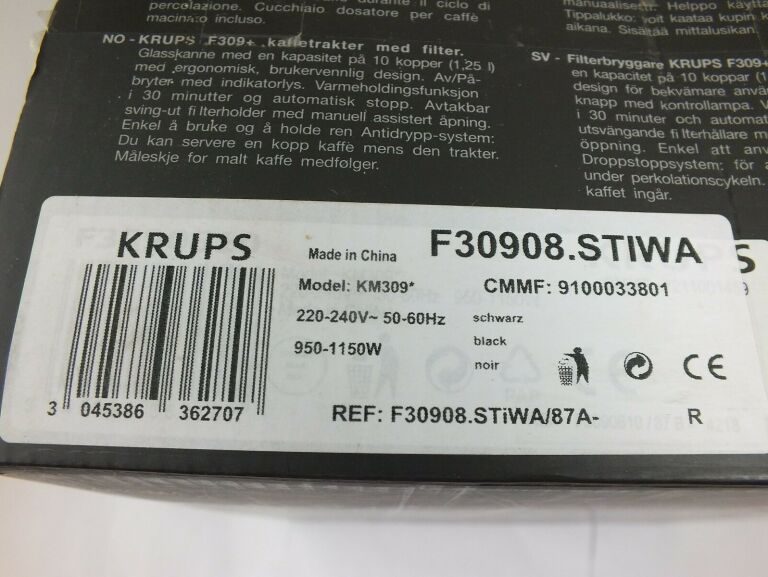 percolazione. Cucchiaio dosatore per caffè
macinato incluso.
NO - KRUPS F309+ kaffetrakter med filter.
Glasskanne med en kapasitet på 10 kopper (1,25 l)
med ergonomisk, brukervennlig design. Av/På-
bryter med indikatorlys. Varmeholdingsfunksjon
i 30 minutter og automatisk stopp. Avtakbar
sving-ut filterholder med manuell assistert åpning.
Enkel å bruke og å holde ren Antidrypp-system:
Du kan servere en kopp kaffè mens den trakter.
Måleskje for malt kaffe medfølger.
manuaalisesti. Helppo käyttä
Tippalukko: voit kaataa kupin k
aikana. Sisältää mittalusikan.
SV - Filterbryggare KRUPS F309+
en kapacitet på 10 koppar (1,
design för bekvämare använ
knapp med kontrollampa. V
i 30 minuter och automat
utsvängande filterhållare m
öppning. Enkel att anv
Droppstoppsystem: för a
under perkolationscykeln.
kaffet ingår.
KRUPS
Made in China
F30908.STIWA
Model: KM309*
CMMF: 9100033801
220-240V~ 50-60Hz
schwarz
950-1150W
black
noir
CE
3 045386 362707
REF: F30908.STiWA/87A-
R